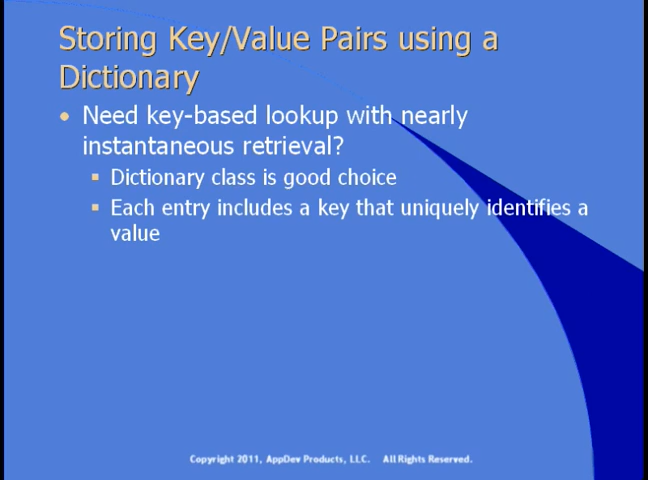 Storing Key/Value Pairs using a
Dictionary
• Need key-based lookup with nearly
instantaneous retrieval?
▪ Dictionary class is good choice
▪ Each entry includes a key that uniquely identifies a
value
Copyright 2011, AppDev Products, LLC. All Rights Reserved.